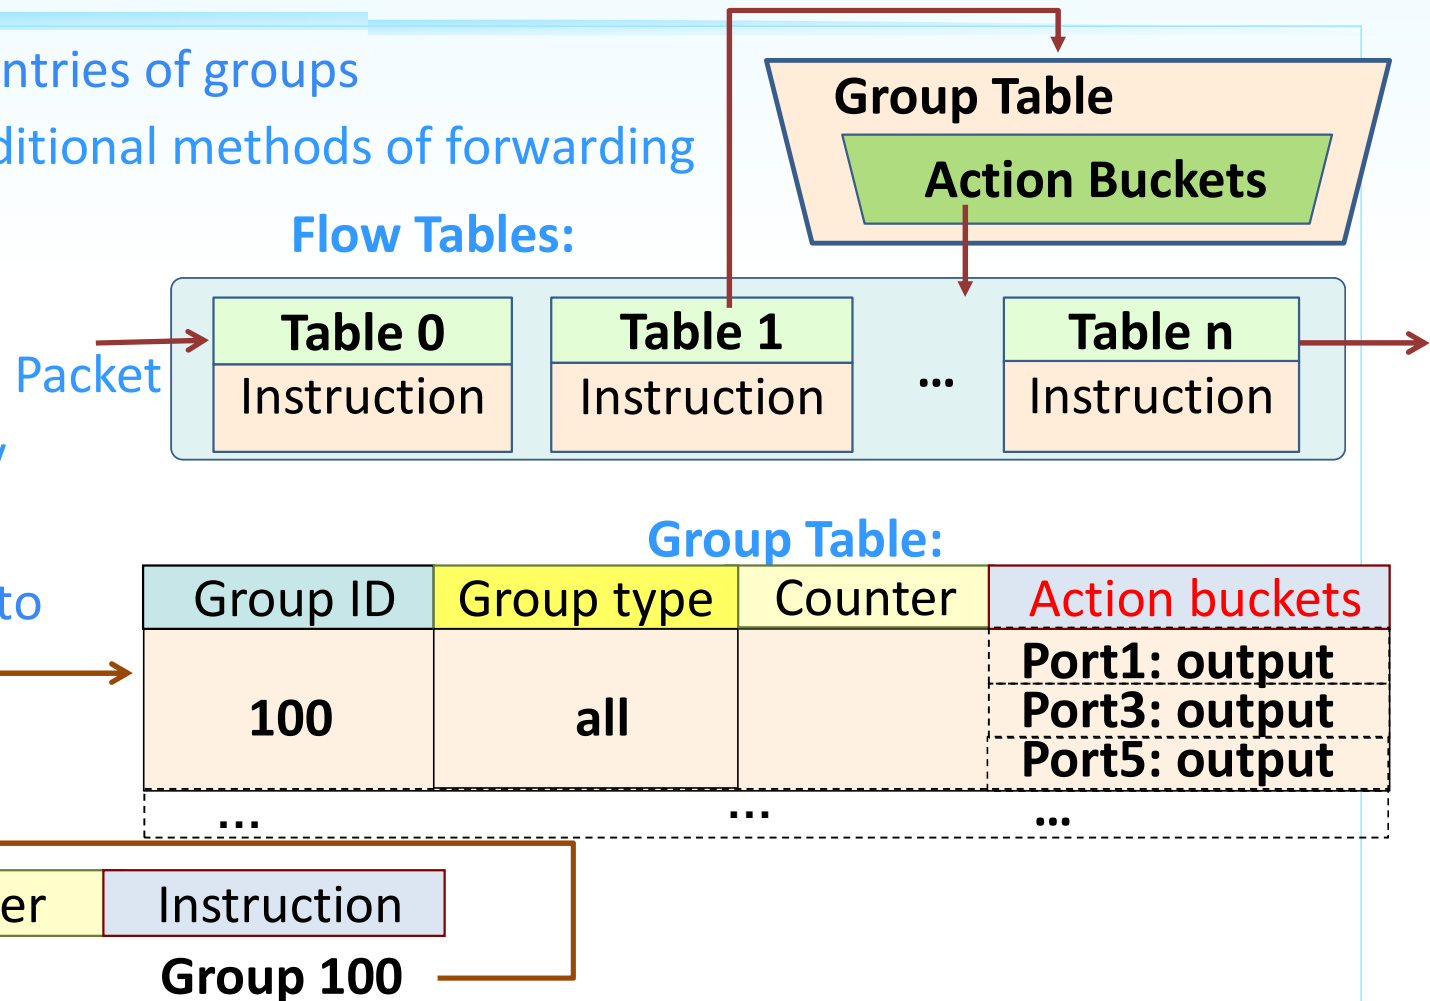 ntries of groups
ditional methods of forwarding
Group Table
Action Buckets
Flow Tables:
Packet
Table 0
Instruction
Table 1
Instruction
...
Table n
Instruction
y
Group Table:
to
Group ID Group type Counter Action buckets
100 all
Port1: output
Port3: output
Port5: output
... ... ...
er Instruction
Group 100